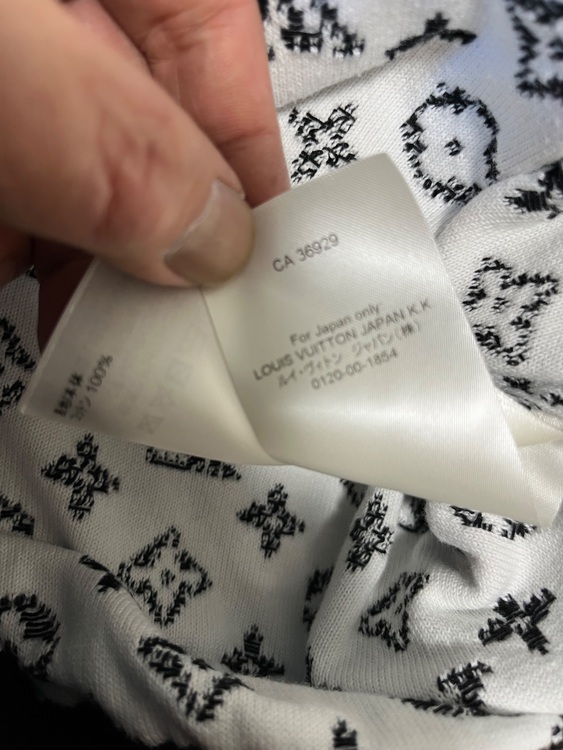 CA 36929
For Japan only
LOUIS VUITTON JAPAN K.K
ルイ・ヴィトン ジャパン(株)
0120-00-1854
100%